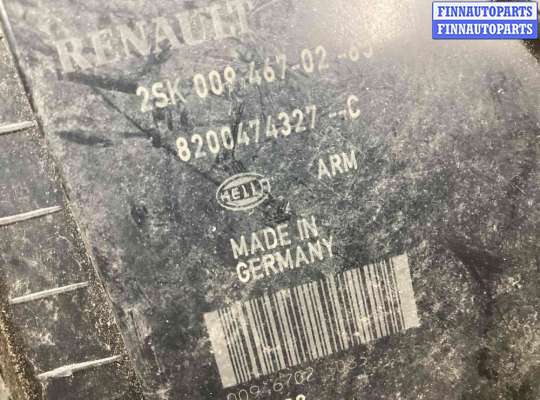 FINNAUTOPARTS
FINNAUTOPARTS
RENAULT
2SK 009.467-02
8200474327--C
ARM
HELLA
MADE IN
GERMANY